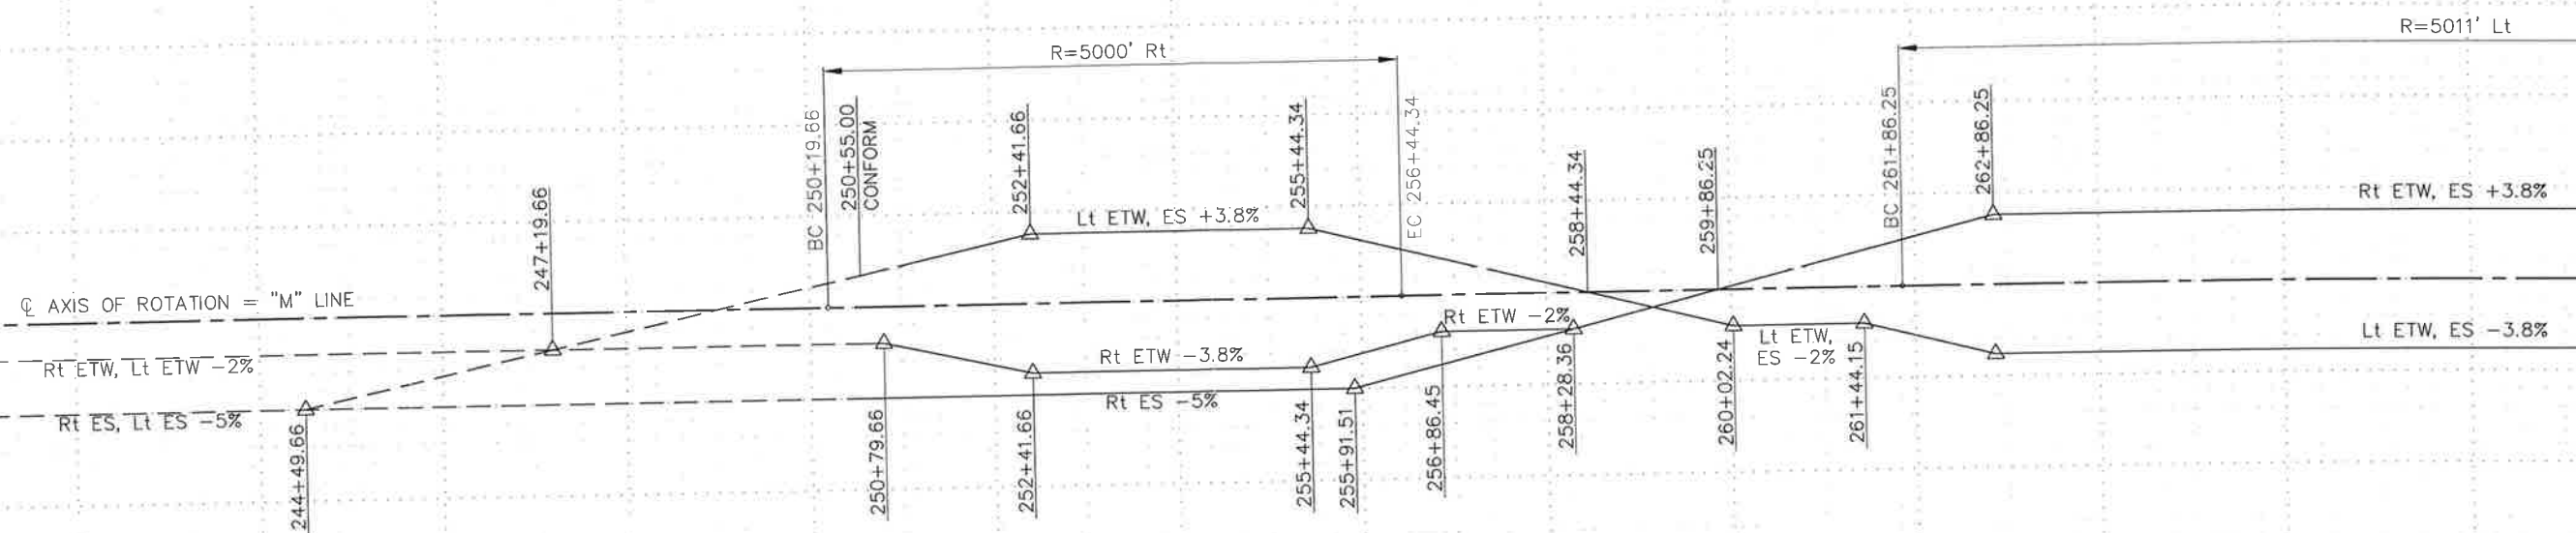 R=5000' Rt
R=5011' Lt
℄ AXIS OF ROTATION = "M" LINE
Rt ETW, Lt ETW -2%
Rt ES, Lt ES -5%
244+49.66
247+19.66
BC 250+19.66
250+55.00
CONFORM
250+79.66
252+41.66
252+41.66
Lt ETW, ES +3.8%
Rt ETW -3.8%
Rt ES -5%
255+44.34
255+44.34
255+91.51
EC 256+44.34
256+86.45
Rt ETW -2%
258+28.36
258+44.34
259+86.25
260+02.24
Lt ETW,
ES -2%
261+44.15
BC 261+86.25
262+86.25
Rt ETW, ES +3.8%
Lt ETW, ES -3.8%